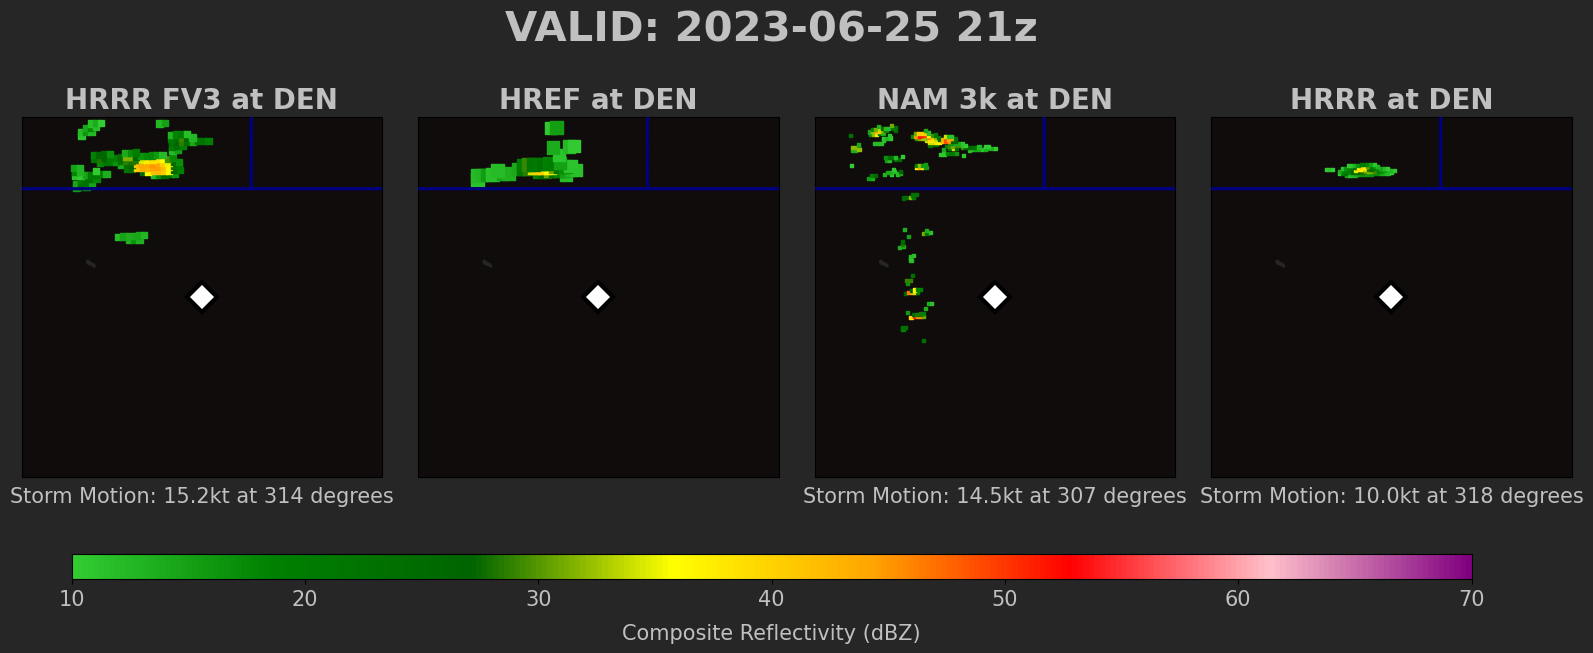 VALID: 2023-06-25 21z
HRRR FV3 at DEN
HREF at DEN
NAM 3k at DEN
HRRR at DEN
Storm Motion: 15.2kt at 314 degrees
Storm Motion: 14.5kt at 307 degrees
Storm Motion: 10.0kt at 318 degrees
10 20 30 40 50 60 70
Composite Reflectivity (dBZ)